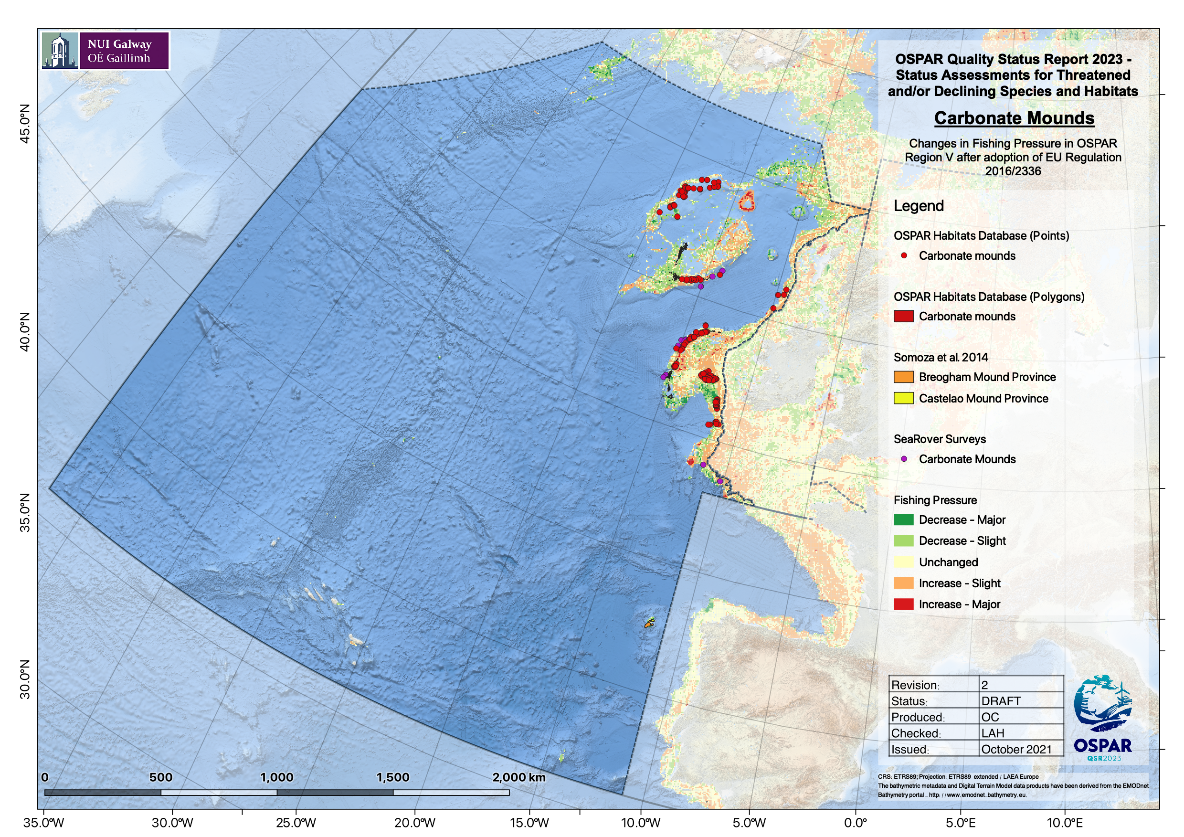 NUI Galway
OÉ Gaillimh
OSPAR Quality Status Report 2023 -
Status Assessments for Threatened
and/or Declining Species and Habitats
Carbonate Mounds
Changes in Fishing Pressure in OSPAR
Region V after adoption of EU Regulation
2016/2336
Legend
OSPAR Habitats Database (Points)
Carbonate mounds
OSPAR Habitats Database (Polygons)
Carbonate mounds
Somoza et al. 2014
Breogham Mound Province
Castelao Mound Province
SeaRover Surveys
Carbonate Mounds
Fishing Pressure
Decrease - Major
Decrease - Slight
Unchanged
Increase - Slight
Increase - Major
Revision: 2
Status: DRAFT
Produced: OC
Checked: LAH
Issued: October 2021
OSPAR
QSR2023
CRS: ETRS89; Projection: ETRS89 extended / LAEA Europe
The bathymetric metadata and Digital Terrain Model data products have been derived from the EMODnet
Bathymetry portal - http://www.emodnet-bathymetry.eu.
45.0°N
40.0°N
35.0°N
30.0°N
0 500 1,000 1,500 2,000 km
35.0°W 30.0°W 25.0°W 20.0°W 15.0°W 10.0°W 5.0°W 0.0° 5.0°E 10.0°E